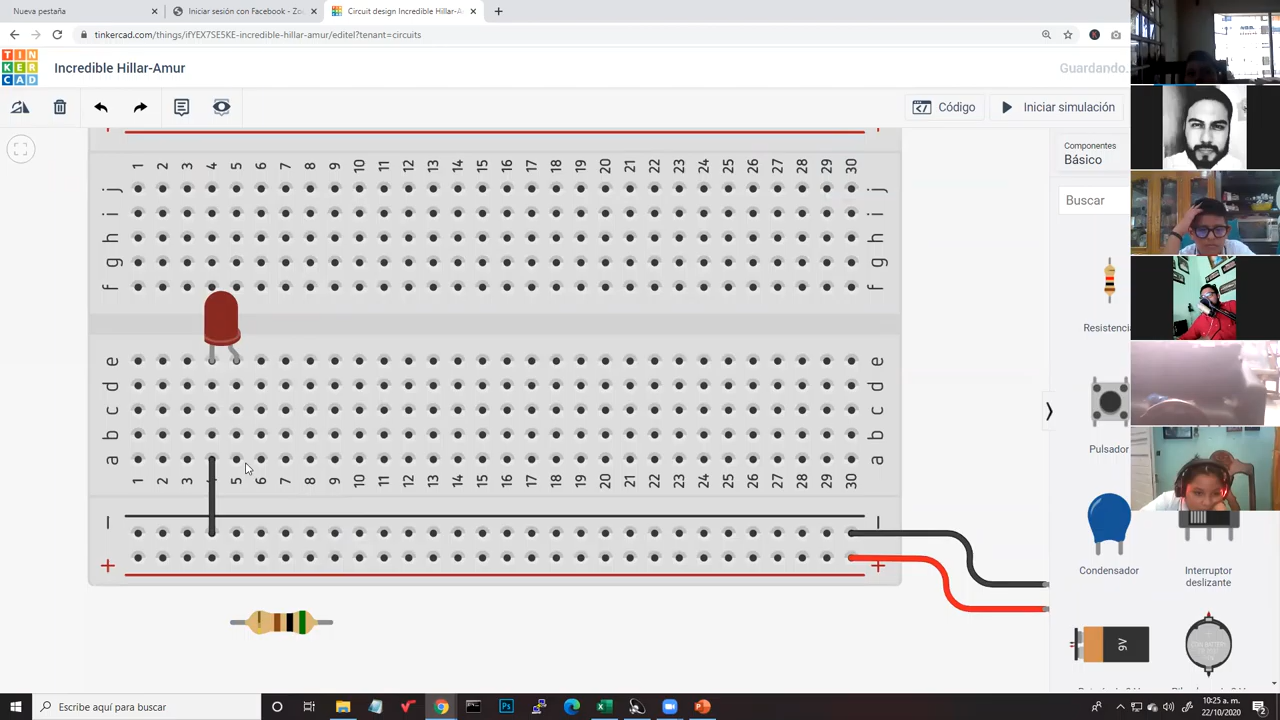 Nueva pestaña
Iniciar sesión con Facebook - Zo
Circuit design Incredible Hillar-A
tinkercad.com/things/ifYEX7SE5KE-incredible-hillar-amur/editel?tenant=circuits
TIN
KER
CAD
Incredible Hillar-Amur
Guardando...
Código
Iniciar simulación
Componentes
Básico
Buscar
1 2 3 4 5 6 7 8 9 10 11 12 13 14 15 16 17 18 19 20 21 22 23 24 25 26 27 28 29 30
j j
i i
h h
g g
f f
e e
d d
c c
b b
a a
1 2 3 5 6 7 8 9 10 11 12 13 14 15 16 17 18 19 20 21 22 23 24 25 26 27 28 29 30
+ +
Resistencia
Pulsador
Condensador
Interruptor
deslizante
9V
Escribe aquí para buscar
10:25 a. m.
22/10/2020
2